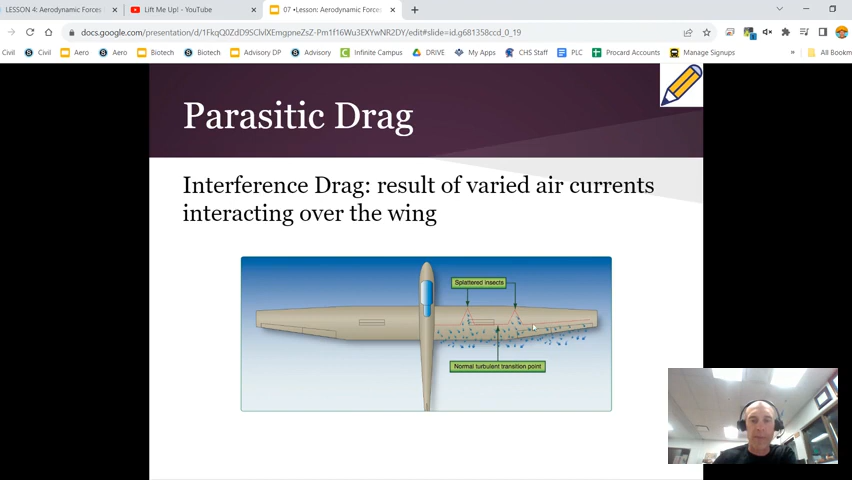 LESSON 4: Aerodynamic Forces
Lift Me Up! - YouTube
07 •Lesson: Aerodynamic Forces
docs.google.com/presentation/d/1FkqQ0ZdD9SClvlXEmgpneZsZ-Pm1f16Wu3EXYwNR2DY/edit#slide=id.g681358ccd_0_19
Civil
Civil
Aero
Aero
Biotech
Biotech
Advisory DP
Advisory
Infinite Campus
DRIVE
My Apps
CHS Staff
PLC
Procard Accounts
Manage Signups
All Bookm
Parasitic Drag
Interference Drag: result of varied air currents
interacting over the wing
Splattered insects
Normal turbulent transition point